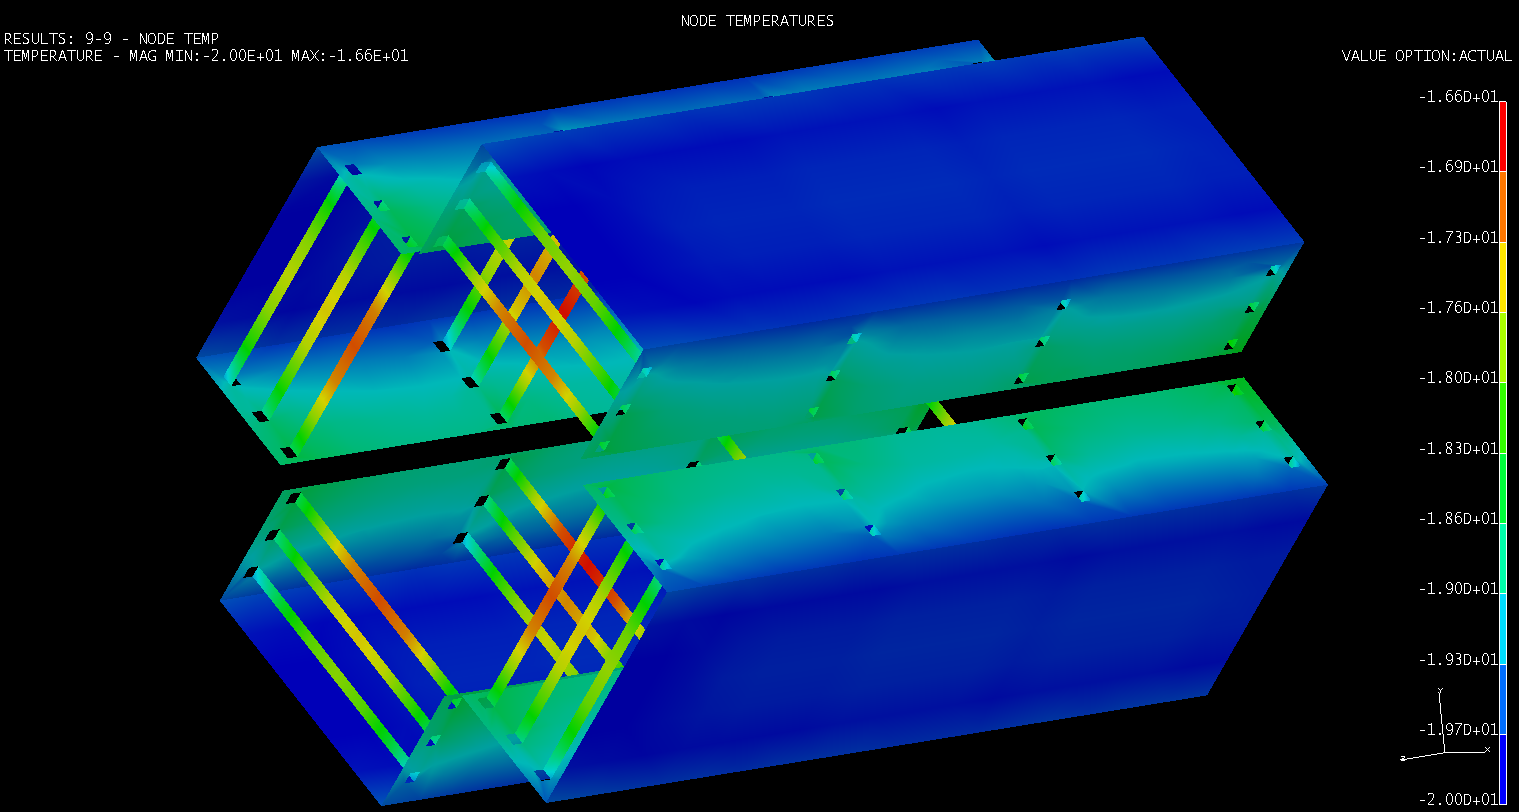 NODE TEMPERATURES
RESULTS: 9-9 - NODE TEMP
TEMPERATURE - MAG MIN:-2.00E+01 MAX:-1.66E+01
VALUE OPTION:ACTUAL
-1.66D+01
-1.69D+01
-1.73D+01
-1.76D+01
-1.80D+01
-1.83D+01
-1.86D+01
-1.90D+01
-1.93D+01
Y
-1.97D+01
X
Z
-2.00D+01